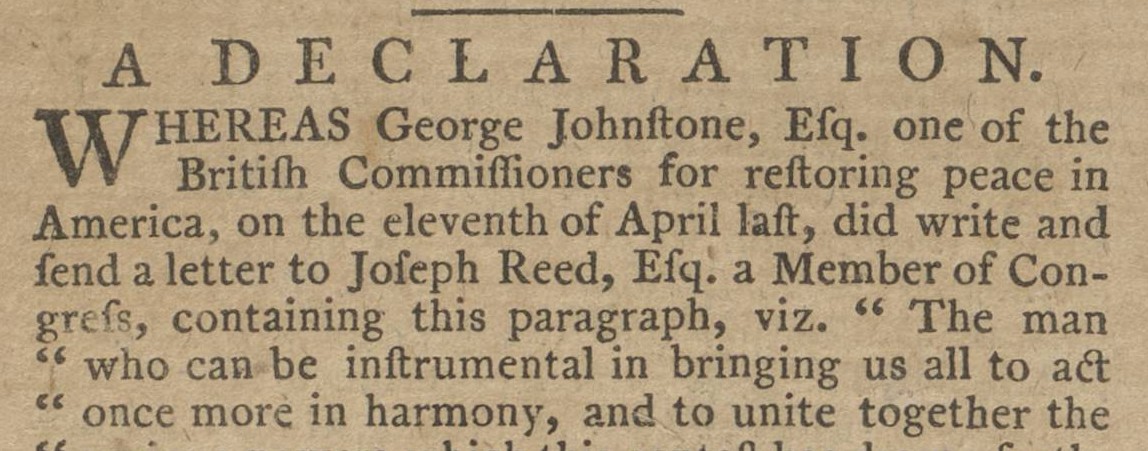 A DECLARATION.
WHEREAS George Johnſtone, Eſq. one of the
Britiſh Commiſſioners for reſtoring peace in
America, on the eleventh of April laſt, did write and
ſend a letter to Joſeph Reed, Eſq. a Member of Con-
greſs, containing this paragraph, viz. “ The man
“ who can be inſtrumental in bringing us all to act
“ once more in harmony, and to unite together the